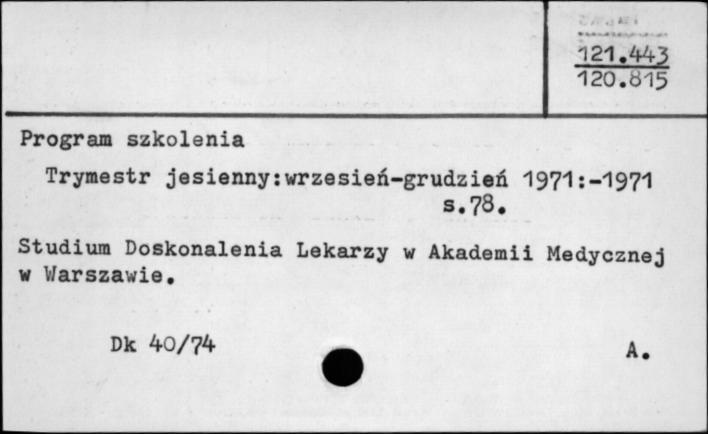 121.443
120.815
Program szkolenia
Trymestr jesienny:wrzesień-grudzień 1971:-1971
s.78.
Studium Doskonalenia Lekarzy w Akademii Medycznej
w Warszawie.
Dk 40/74
A.